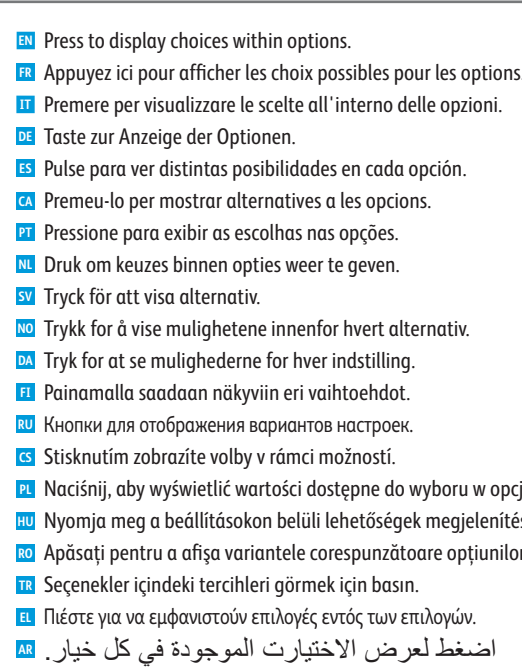 EN Press to display choices within options.
FR Appuyez ici pour afficher les choix possibles pour les options.
IT Premere per visualizzare le scelte all'interno delle opzioni.
DE Taste zur Anzeige der Optionen.
ES Pulse para ver distintas posibilidades en cada opción.
CA Premeu-lo per mostrar alternatives a les opcions.
PT Pressione para exibir as escolhas nas opções.
NL Druk om keuzes binnen opties weer te geven.
SV Tryck för att visa alternativ.
NO Trykk for å vise mulighetene innenfor hvert alternativ.
DA Tryk for at se mulighederne for hver indstilling.
FI Painamalla saadaan näkyviin eri vaihtoehdot.
RU Кнопки для отображения вариантов настроек.
CS Stisknutím zobrazíte volby v rámci možností.
PL Naciśnij, aby wyświetlić wartości dostępne do wyboru w
HU Nyomja meg a beállításokon belüli lehetőségek
RO Apăsați pentru a afişa variantele corespunzătoare
TR Seçenekler içindeki tercihleri görmek için basın.
EL Πιέστε για να εμφανιστούν επιλογές εντός των επιλογών.
AR اضغط لعرض الاختيارت الموجودة في كل خيار.